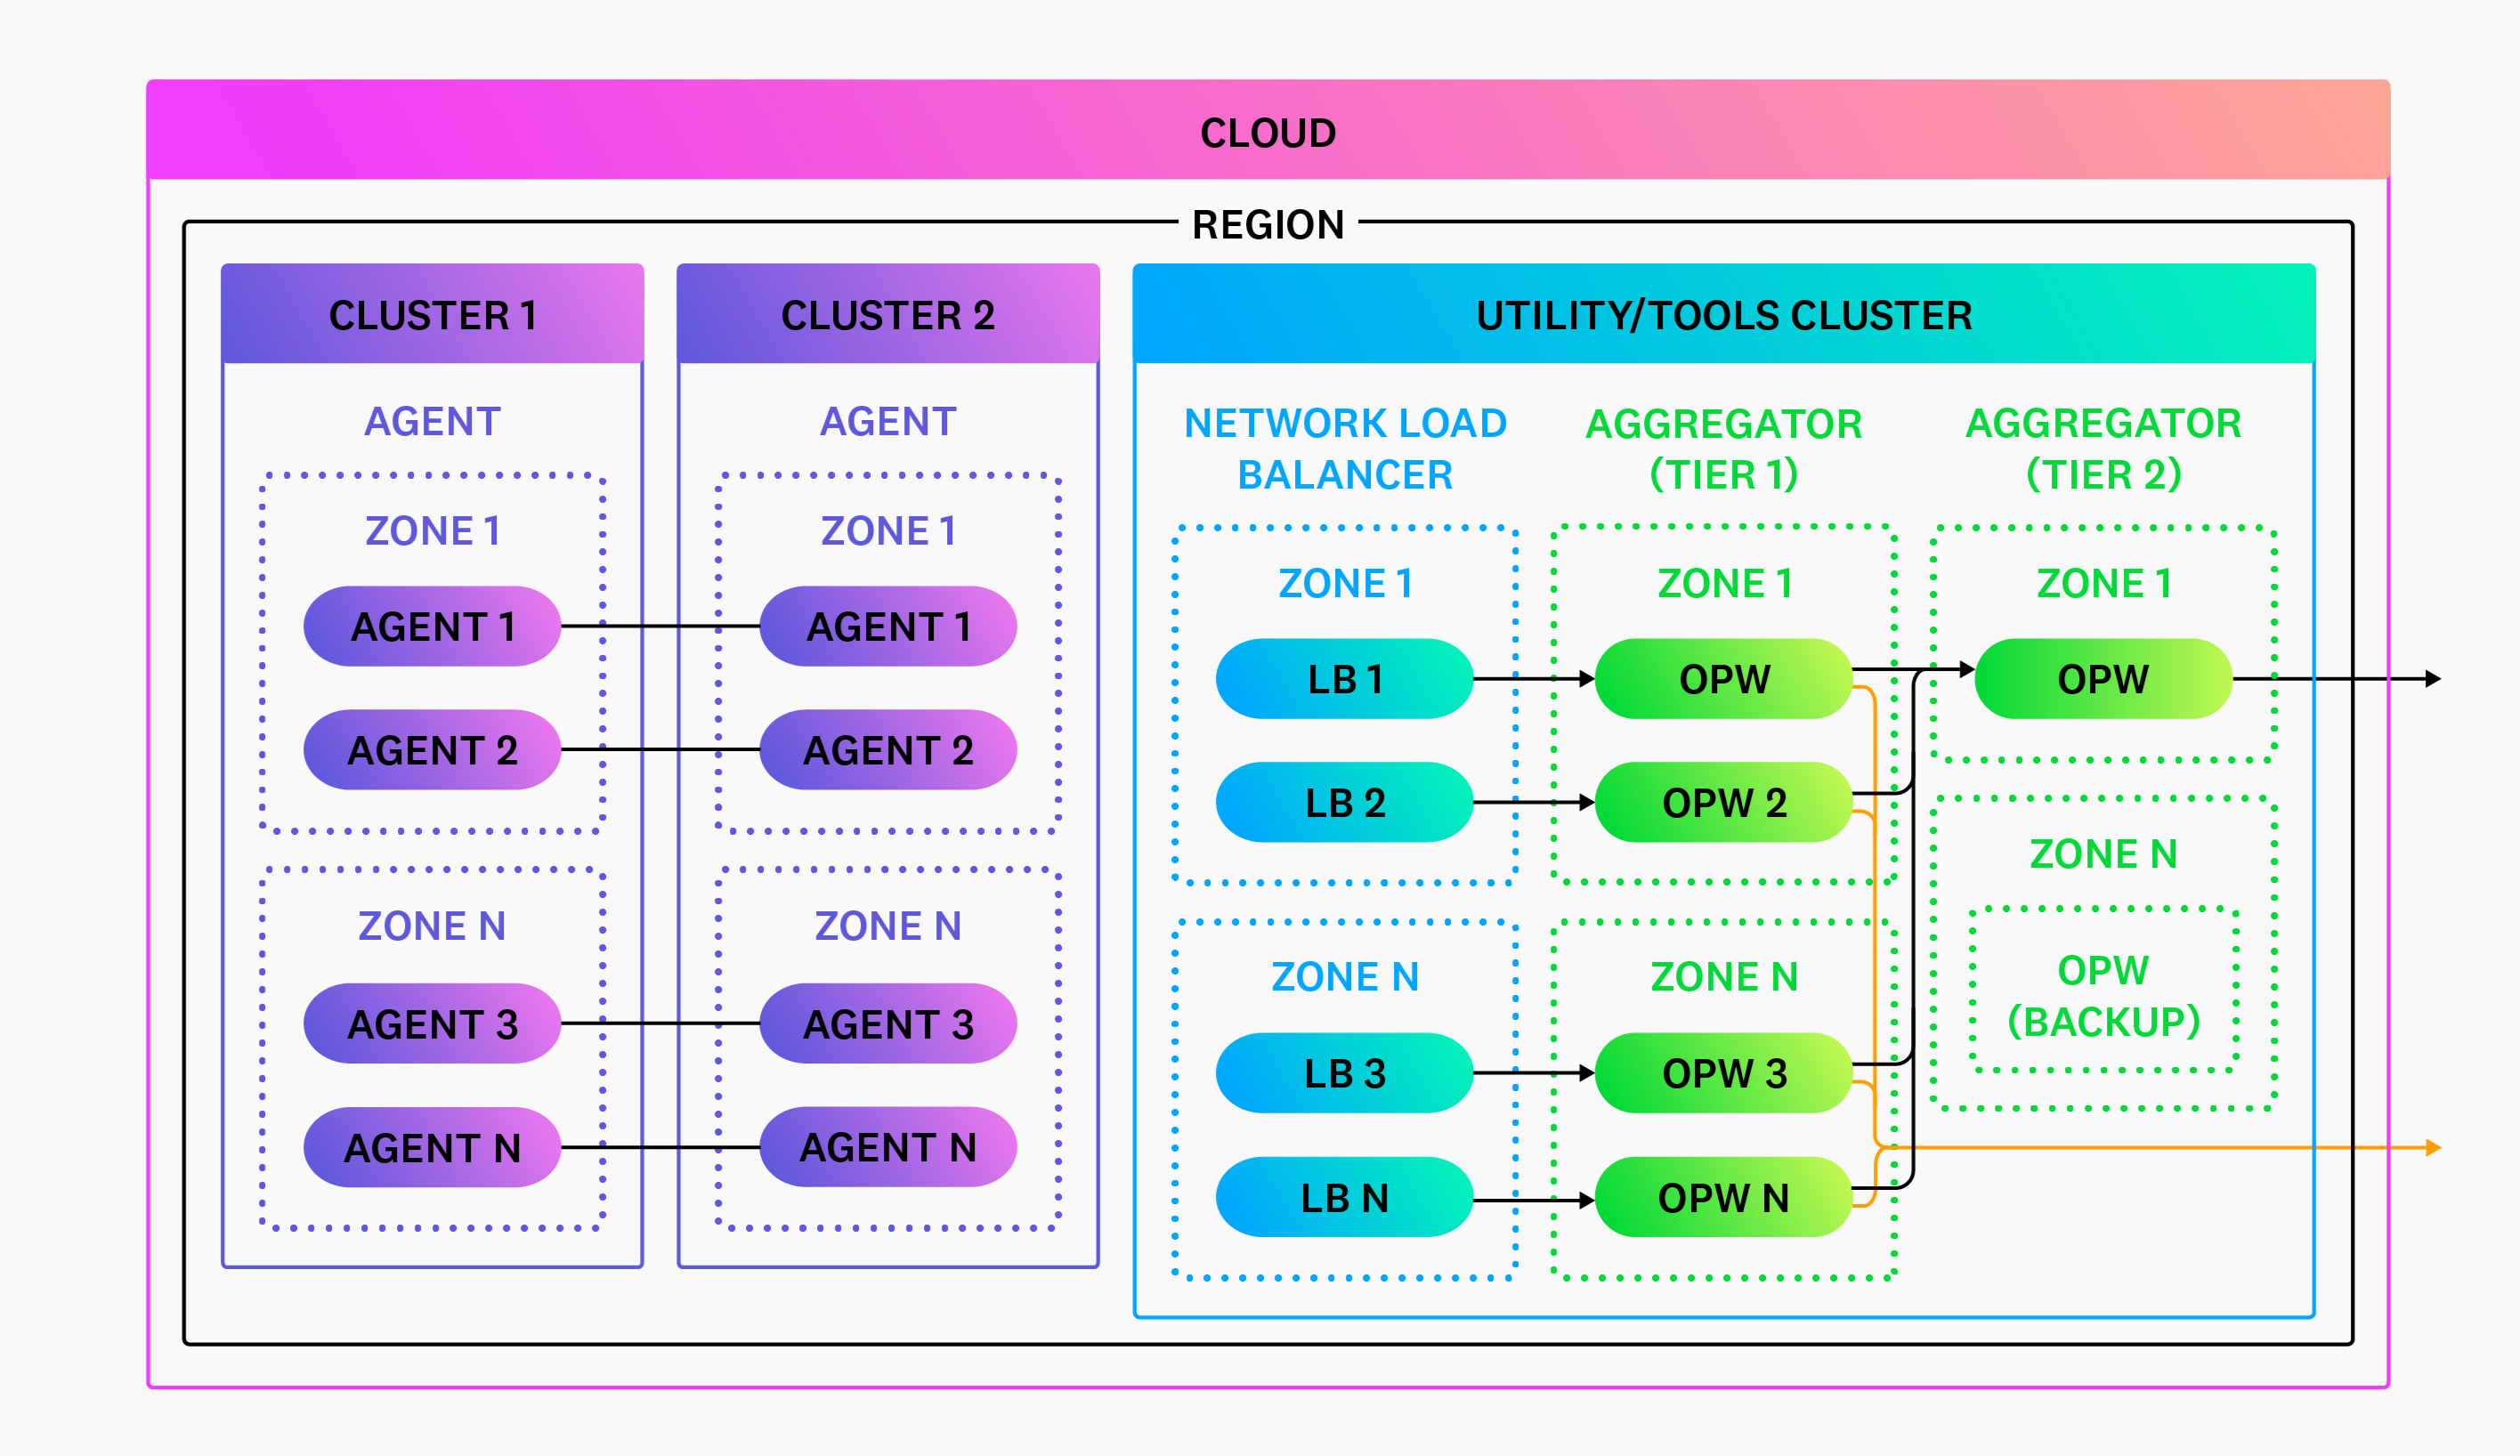 CLOUD
REGION
CLUSTER 1
AGENT
ZONE 1
AGENT 1
AGENT 2
ZONE N
AGENT 3
AGENT N
CLUSTER 2
AGENT
ZONE 1
AGENT 1
AGENT 2
ZONE N
AGENT 3
AGENT N
UTILITY/TOOLS CLUSTER
NETWORK LOAD
BALANCER
ZONE 1
LB 1
LB 2
ZONE N
LB 3
LB N
AGGREGATOR
(TIER 1)
ZONE 1
OPW
OPW 2
ZONE N
OPW 3
OPW N
AGGREGATOR
(TIER 2)
ZONE 1
OPW
ZONE N
OPW
(BACKUP)